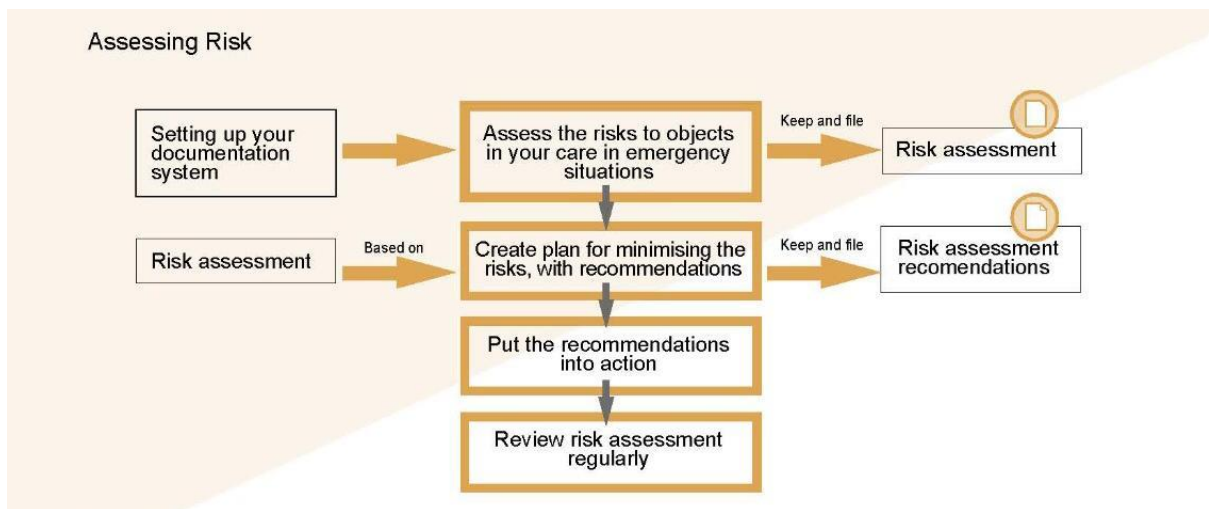 Assessing Risk
Setting up your
documentation
system
Assess the risks to objects
in your care in emergency
situations
Keep and file
Risk assessment
Risk assessment
Based on
Create plan for minimising the
risks, with recommendations
Keep and file
Risk assessment
recomendations
Put the recommendations
into action
Review risk assessment
regularly